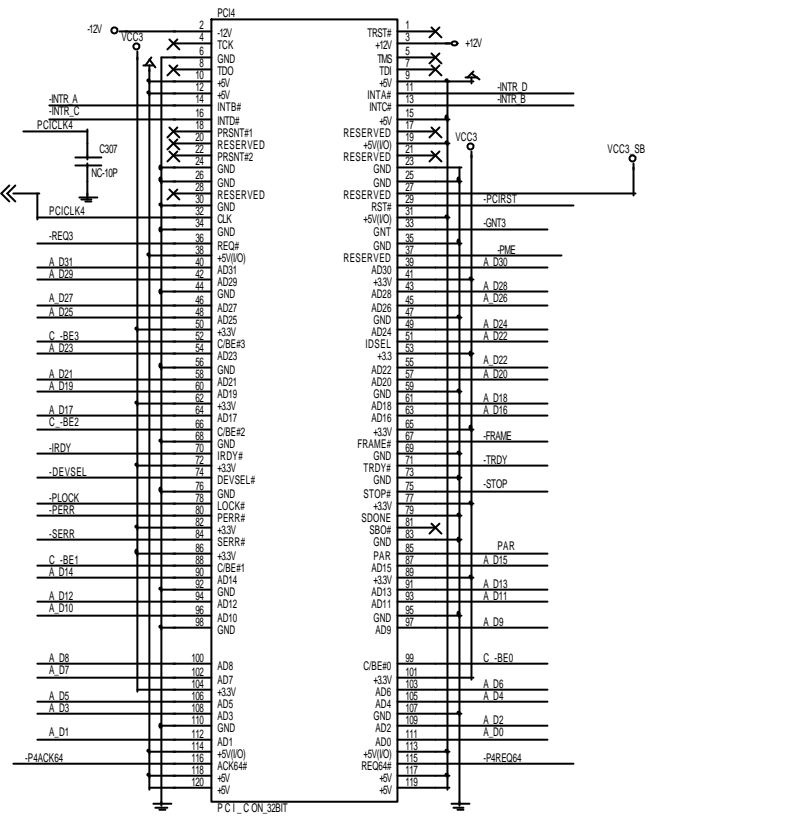 PCI4
-12V 2 -12V
VCC3
4 TCK
6 GND
8 TDO
10 +5V
12 +5V
-INTR_A 14 INTB#
-INTR_C 16 INTD#
PCICLK4 18 PRSNT#1
20 RESERVED
C307 22 PRSNT#2
NC-10P 24 GND
26 GND
28 RESERVED
30 GND
PCICLK4 32 CLK
34 GND
-REQ3 36 REQ#
38 +5V(I/O)
A_D31 40 AD31
A_D29 42 AD29
44 GND
A_D27 46 AD27
A_D25 48 AD25
50 +3.3V
C_-BE3 52 C/BE#3
A_D23 54 AD23
56 GND
A_D21 58 AD21
A_D19 60 AD19
62 +3.3V
A_D17 64 AD17
C_-BE2 66 C/BE#2
68 GND
-IRDY 70 IRDY#
72 +3.3V
-DEVSEL 74 DEVSEL#
76 GND
-PLOCK 78 LOCK#
-PERR 80 PERR#
82 +3.3V
-SERR 84 SERR#
86 +3.3V
C_-BE1 88 C/BE#1
A_D14 90 AD14
92 GND
A_D12 94 AD12
A_D10 96 AD10
98 GND
A_D8 100 AD8
A_D7 102 AD7
104 +3.3V
A_D5 106 AD5
A_D3 108 AD3
110 GND
A_D1 112 AD1
114 +5V(I/O)
-P4ACK64 116 ACK64#
118 +5V
120 +5V
TRST# 1
+12V 3 +12V
TMS 5
TDI 7
+5V 9
INTA# 11 -INTR_D
INTC# 13 -INTR_B
+5V 15
RESERVED 17
+5V(I/O) 19 VCC3
RESERVED 21 VCC3_SB
GND 23
GND 25
RESERVED 27
RST# 29 -PCIRST
+5V(I/O) 31
GNT 33 -GNT3
GND 35
RESERVED 37 -PME
AD30 39 A_D30
+3.3V 41
AD28 43 A_D28
AD26 45 A_D26
GND 47
AD24 49 A_D24
IDSEL 51 A_D22
+3.3 53
AD22 55 A_D22
AD20 57 A_D20
GND 59
AD18 61 A_D18
AD16 63 A_D16
+3.3V 65
FRAME# 67 -FRAME
GND 69
TRDY# 71 -TRDY
GND 73
STOP# 75 -STOP
+3.3V 77
SDONE 79
SBO# 81
GND 83
PAR 85 PAR
AD15 87 A_D15
+3.3V 89
AD13 91 A_D13
AD11 93 A_D11
GND 95
AD9 97 A_D9
C/BE#0 99 C_-BE0
+3.3V 101
AD6 103 A_D6
AD4 105 A_D4
GND 107
AD2 109 A_D2
AD0 111 A_D0
+5V(I/O) 113
REQ64# 115 -P4REQ64
+5V 117
+5V 119
PCI_CON_32BIT